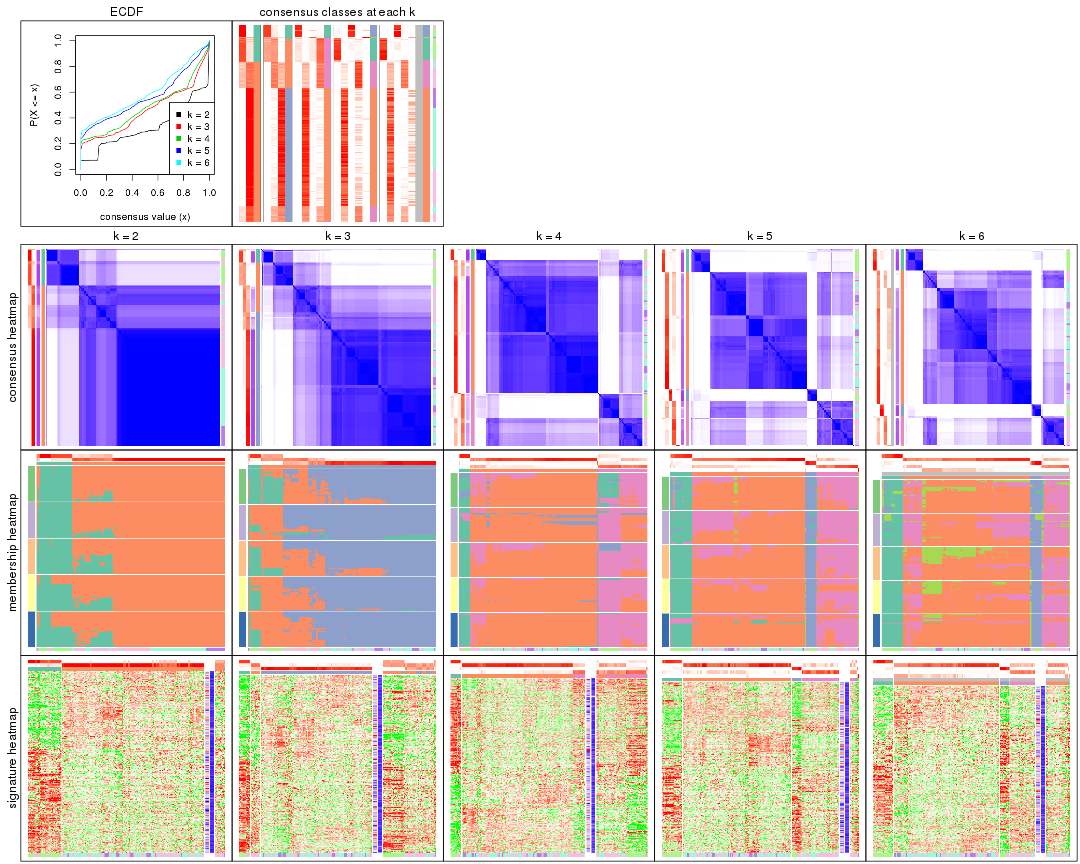 ECDF
consensus classes at each k
P(X <= x)
0.0 0.2 0.4 0.6 0.8 1.0
k = 2
k = 3
k = 4
k = 5
k = 6
0.0 0.2 0.4 0.6 0.8 1.0
consensus value (x)
k = 2
k = 3
k = 4
k = 5
k = 6
consensus heatmap
membership heatmap
signature heatmap